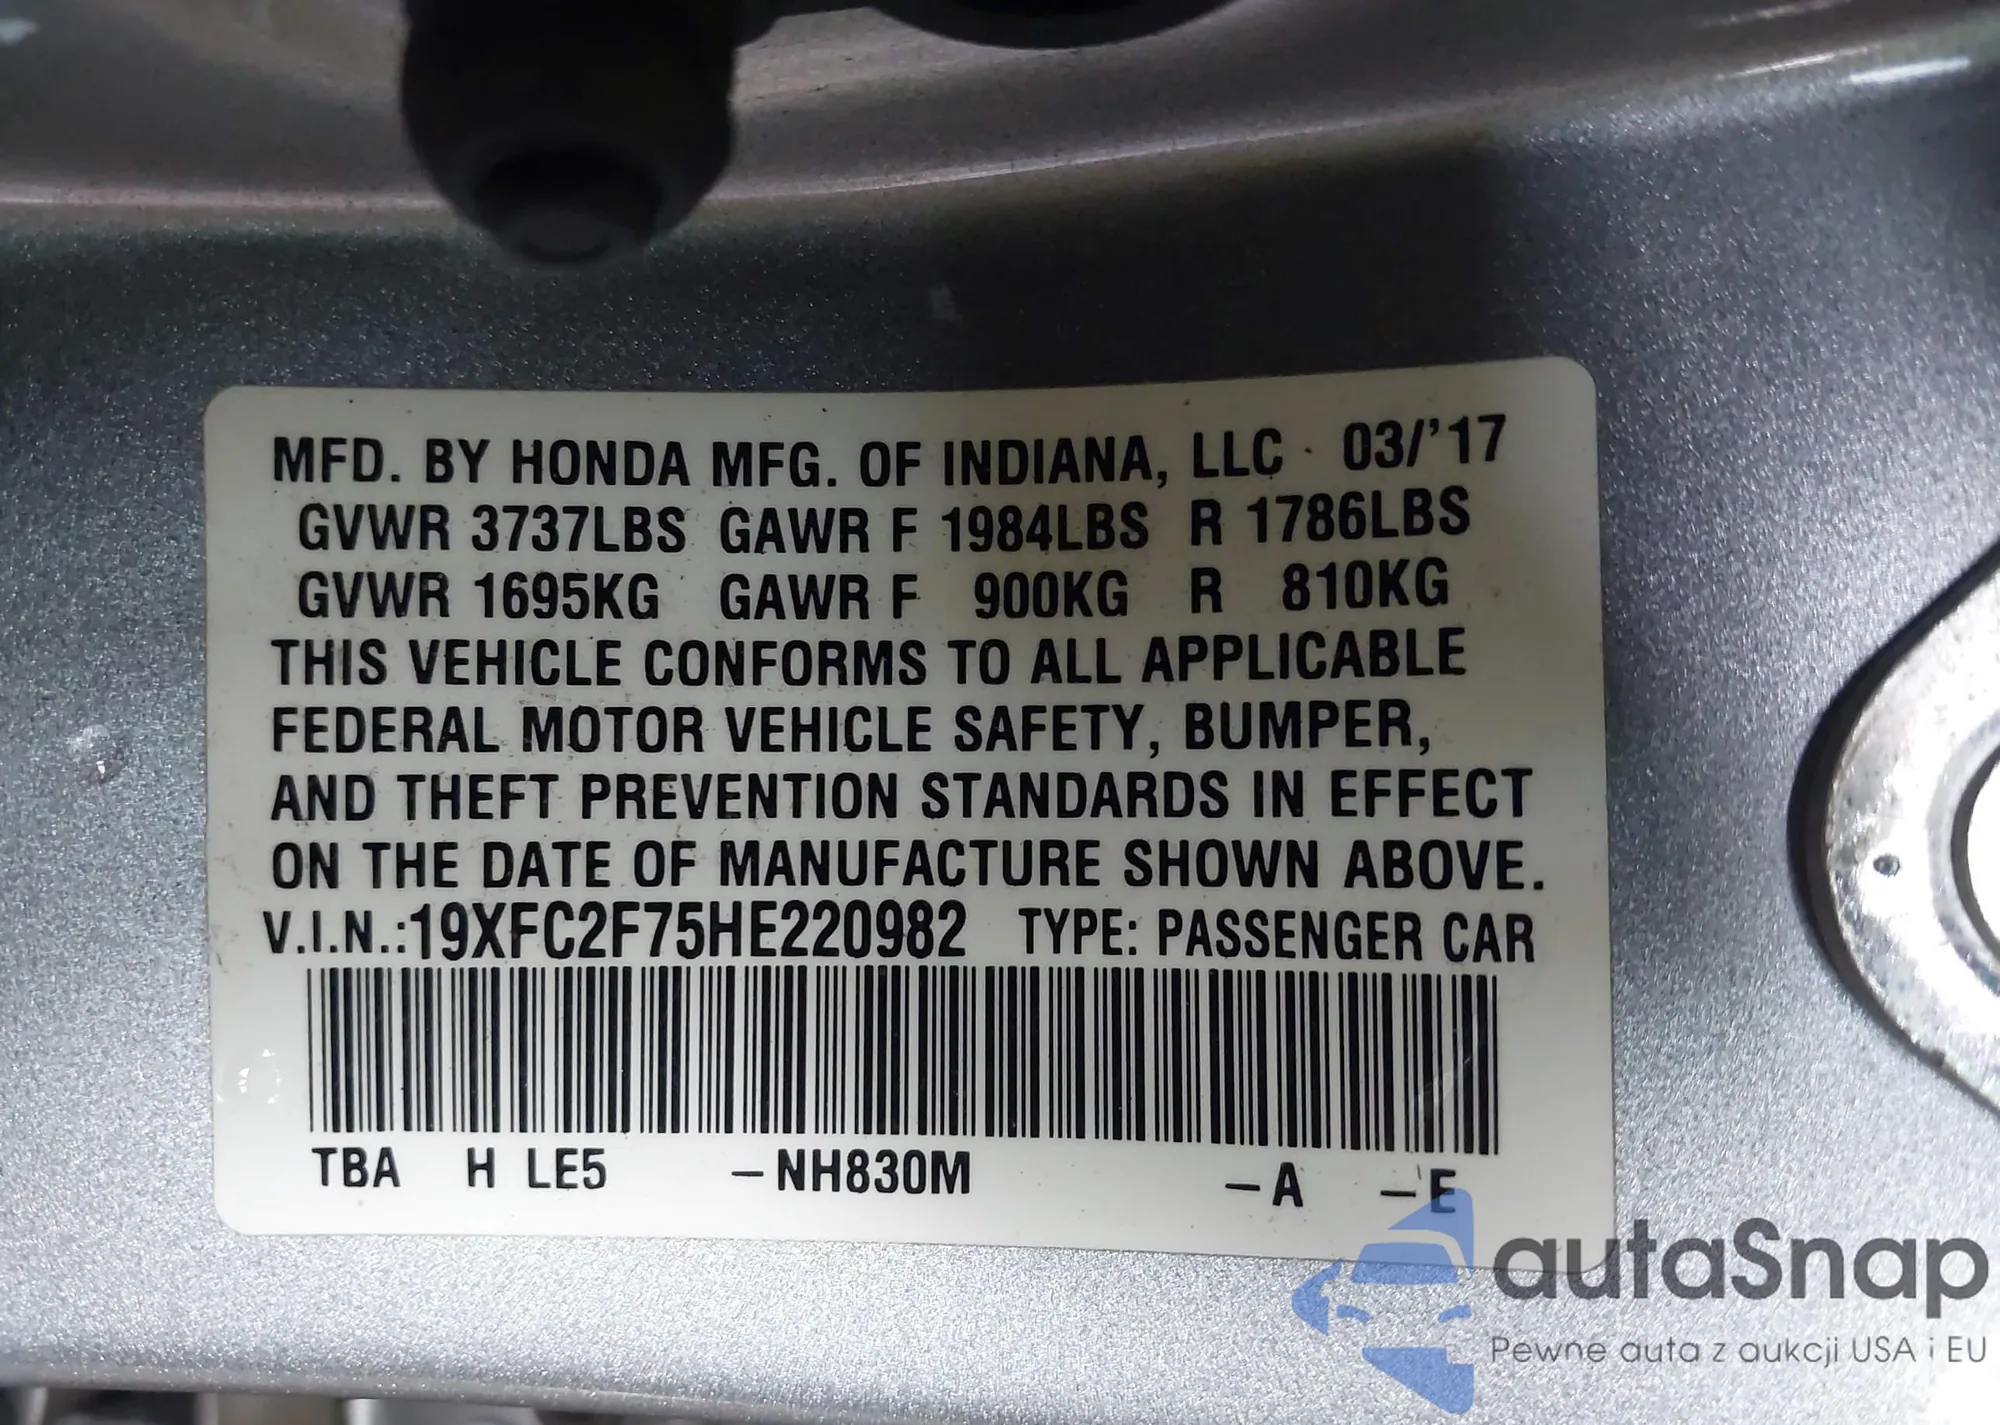 MFD. BY HONDA MFG. OF INDIANA, LLC 03/'17
GVWR 3737LBS GAWR F 1984LBS R 1786LBS
GVWR 1695KG GAWR F 900KG R 810KG
THIS VEHICLE CONFORMS TO ALL APPLICABLE
FEDERAL MOTOR VEHICLE SAFETY, BUMPER,
AND THEFT PREVENTION STANDARDS IN EFFECT
ON THE DATE OF MANUFACTURE SHOWN ABOVE.
V.I.N.:19XFC2F75HE220982 TYPE: PASSENGER CAR
TBA H LE5 -NH830M -A -E
autaSnap
Pewne auta z aukcji USA i EU